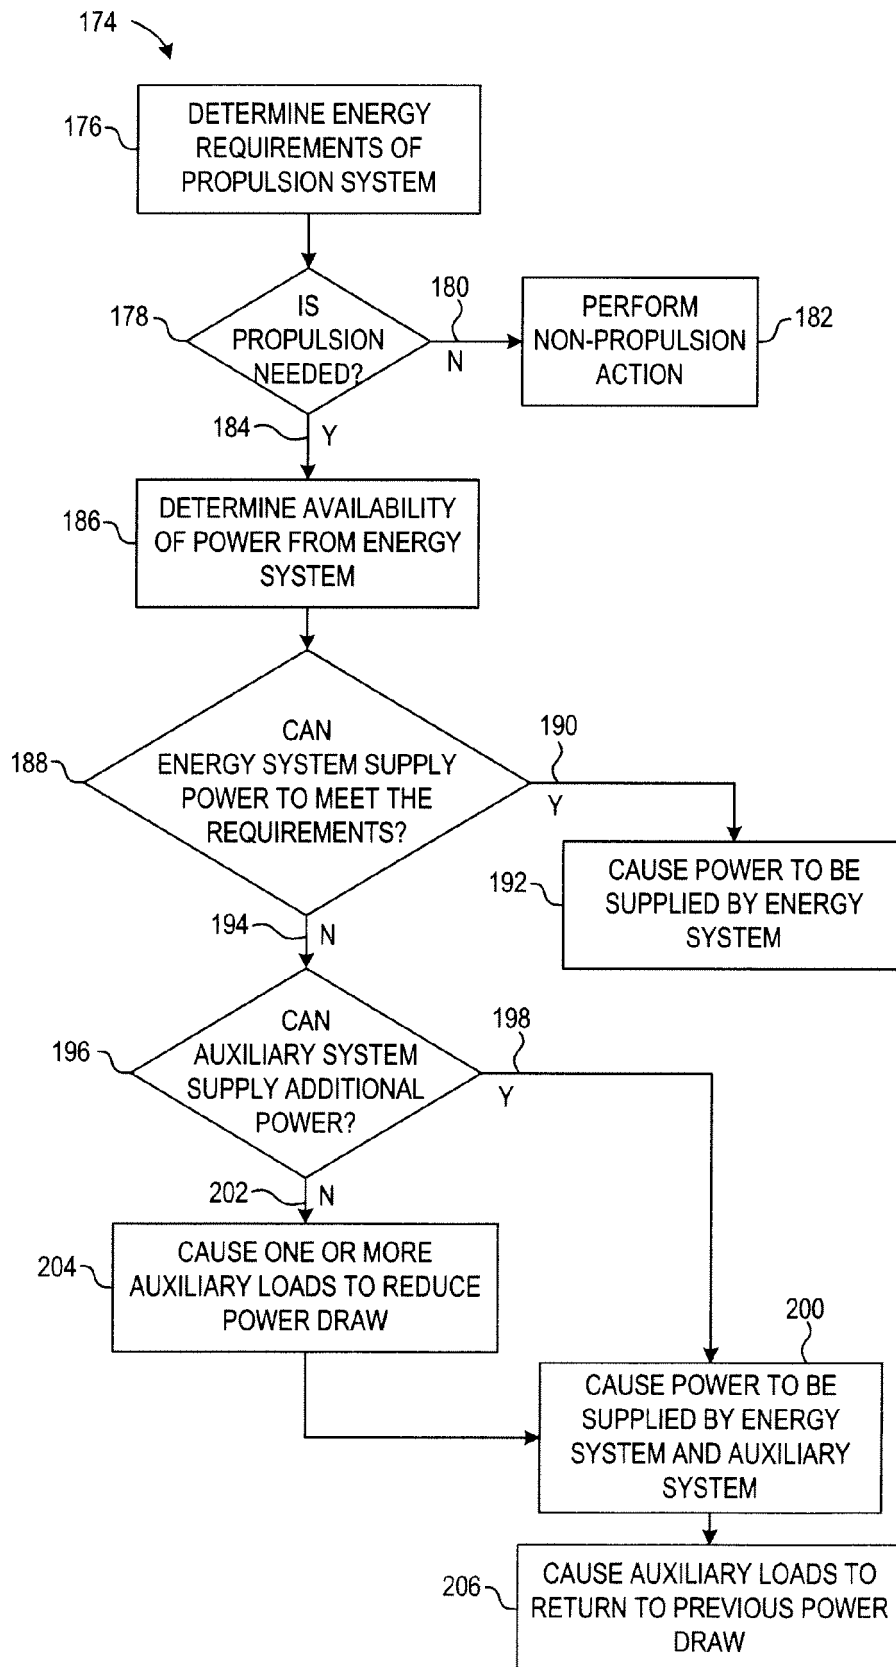 174
176
DETERMINE ENERGY
REQUIREMENTS OF
PROPULSION SYSTEM
178
IS
PROPULSION
NEEDED?
180
N
PERFORM
NON-PROPULSION
ACTION
182
184
Y
186
DETERMINE AVAILABILITY
OF POWER FROM ENERGY
SYSTEM
188
CAN
ENERGY SYSTEM SUPPLY
POWER TO MEET THE
REQUIREMENTS?
190
Y
192
CAUSE POWER TO BE
SUPPLIED BY ENERGY
SYSTEM
194
N
196
CAN
AUXILIARY SYSTEM
SUPPLY ADDITIONAL
POWER?
198
Y
202
N
204
CAUSE ONE OR MORE
AUXILIARY LOADS TO REDUCE
POWER DRAW
200
CAUSE POWER TO BE
SUPPLIED BY ENERGY
SYSTEM AND AUXILIARY
SYSTEM
206
CAUSE AUXILIARY LOADS TO
RETURN TO PREVIOUS POWER
DRAW